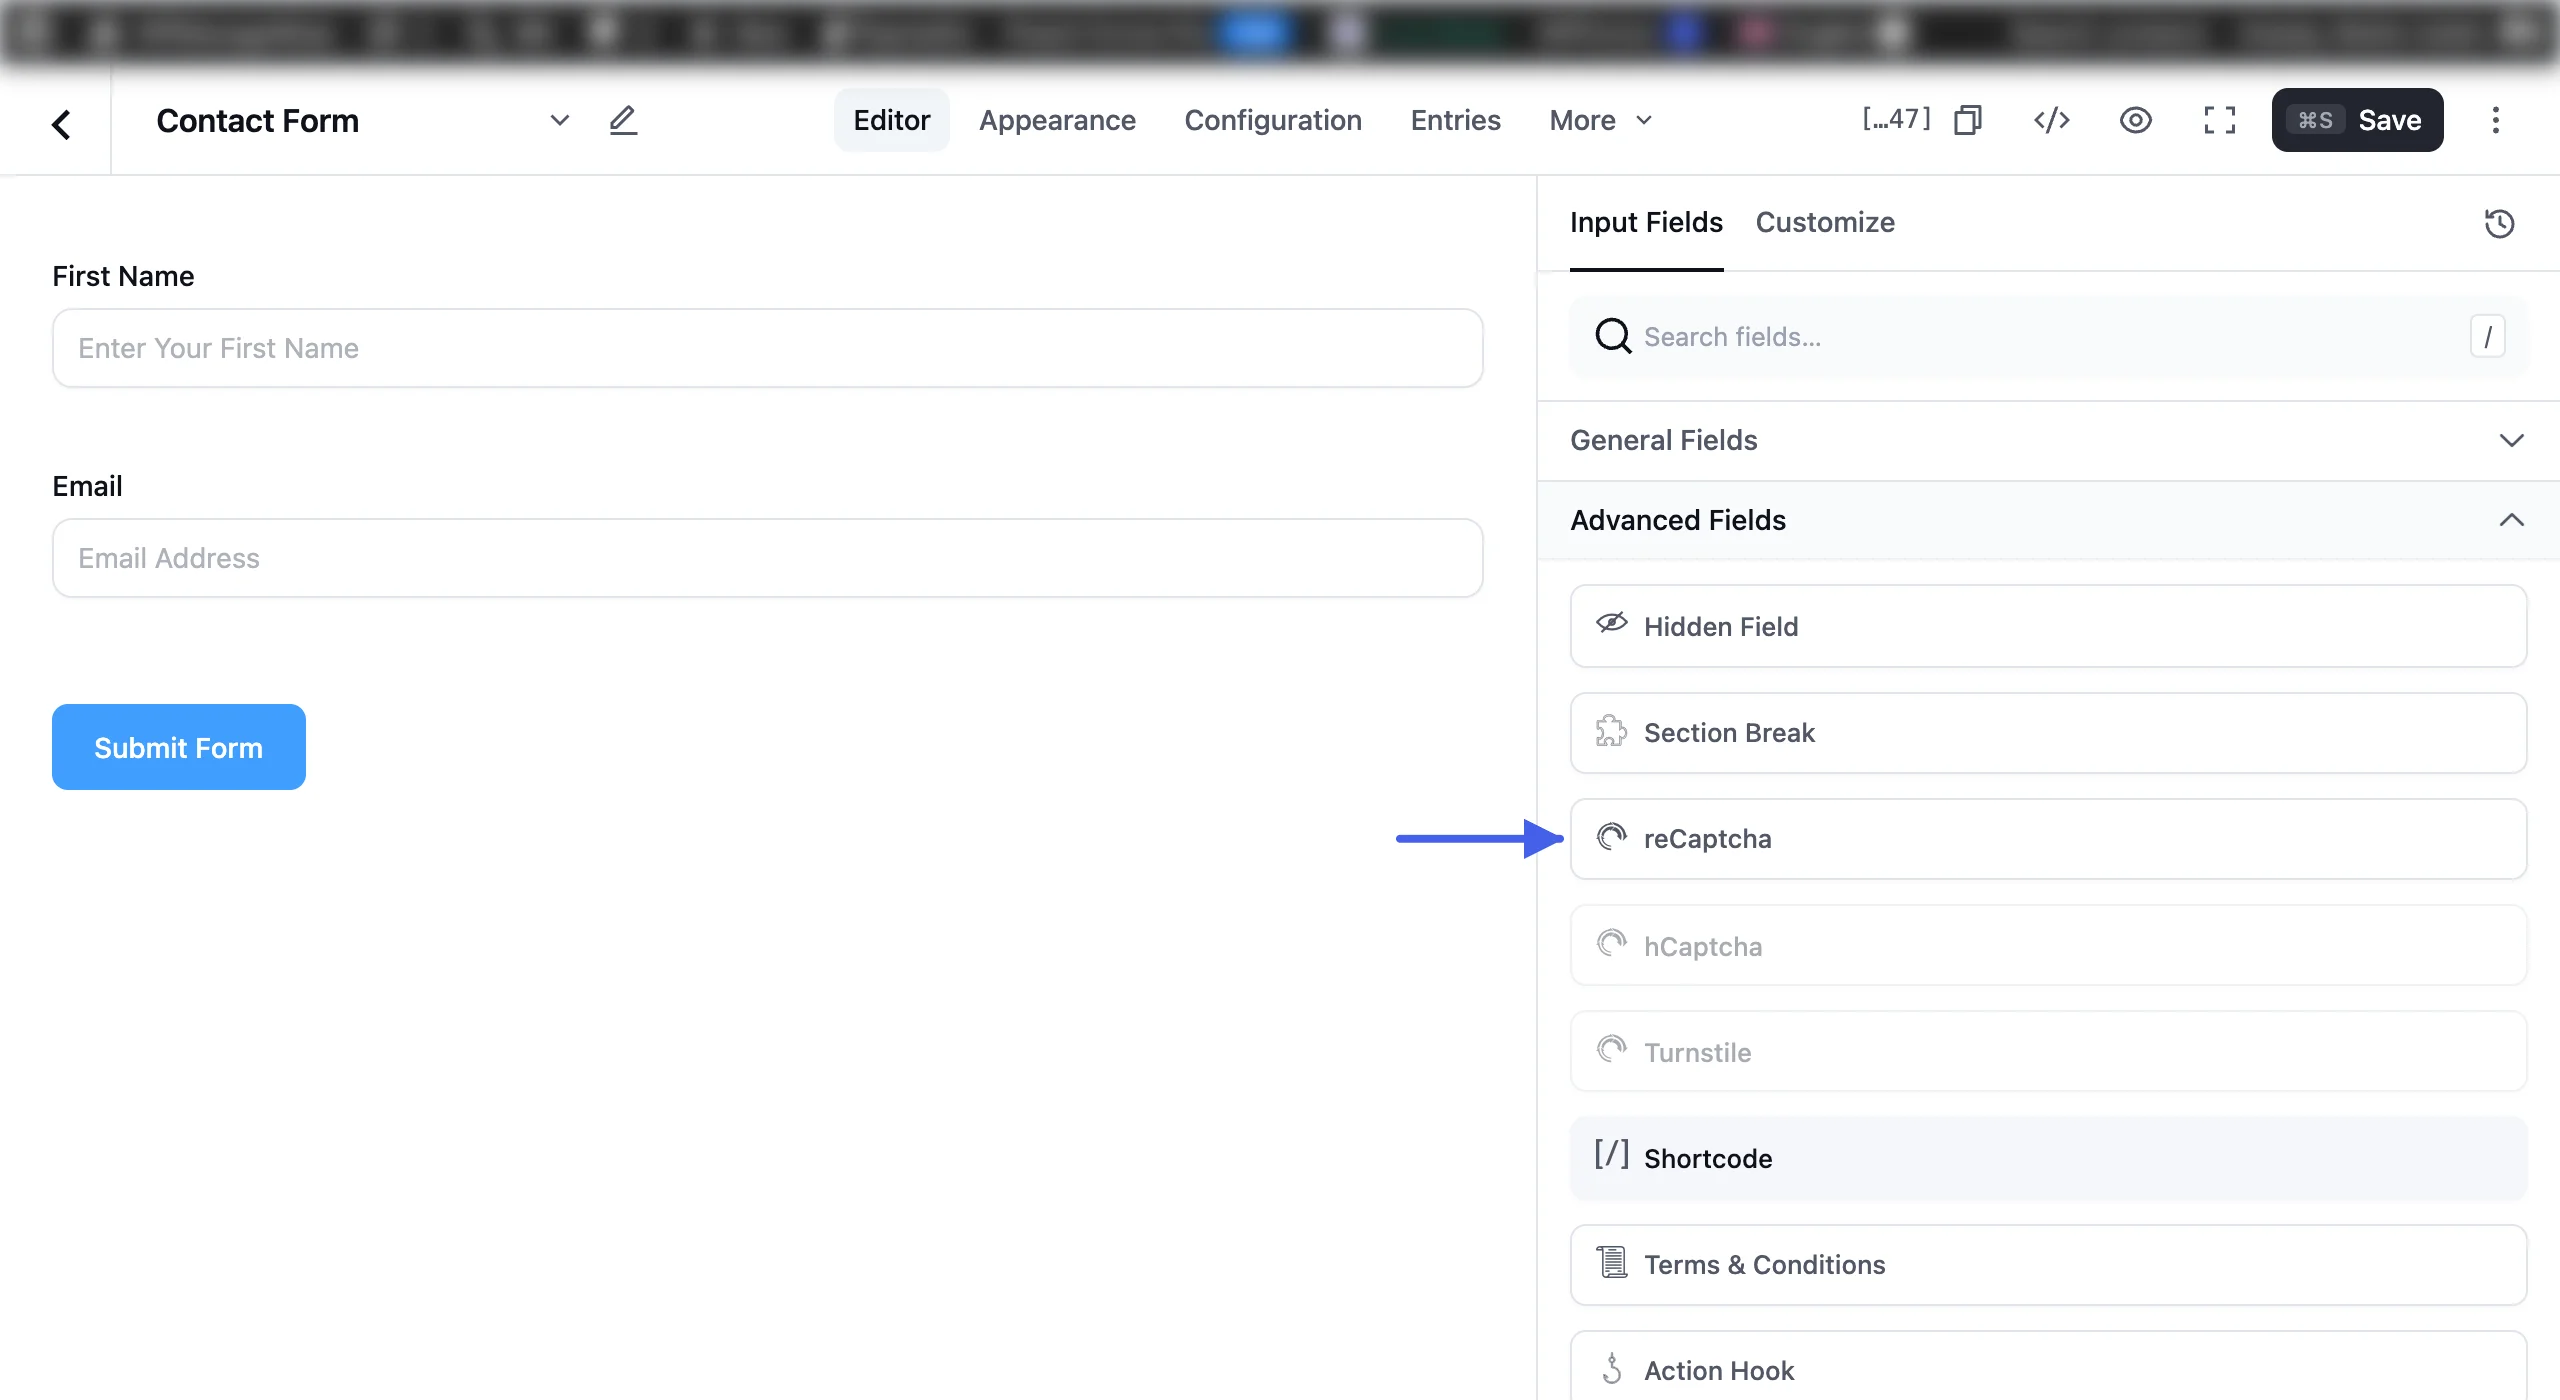 Contact Form
Editor
Appearance
Configuration
Entries
More
[...47]
</>
⌘S Save
First Name
Enter Your First Name
Email
Email Address
Submit Form
Input Fields
Customize
Search fields...
/
General Fields
Advanced Fields
Hidden Field
Section Break
reCaptcha
hCaptcha
Turnstile
[/] Shortcode
Terms & Conditions
Action Hook